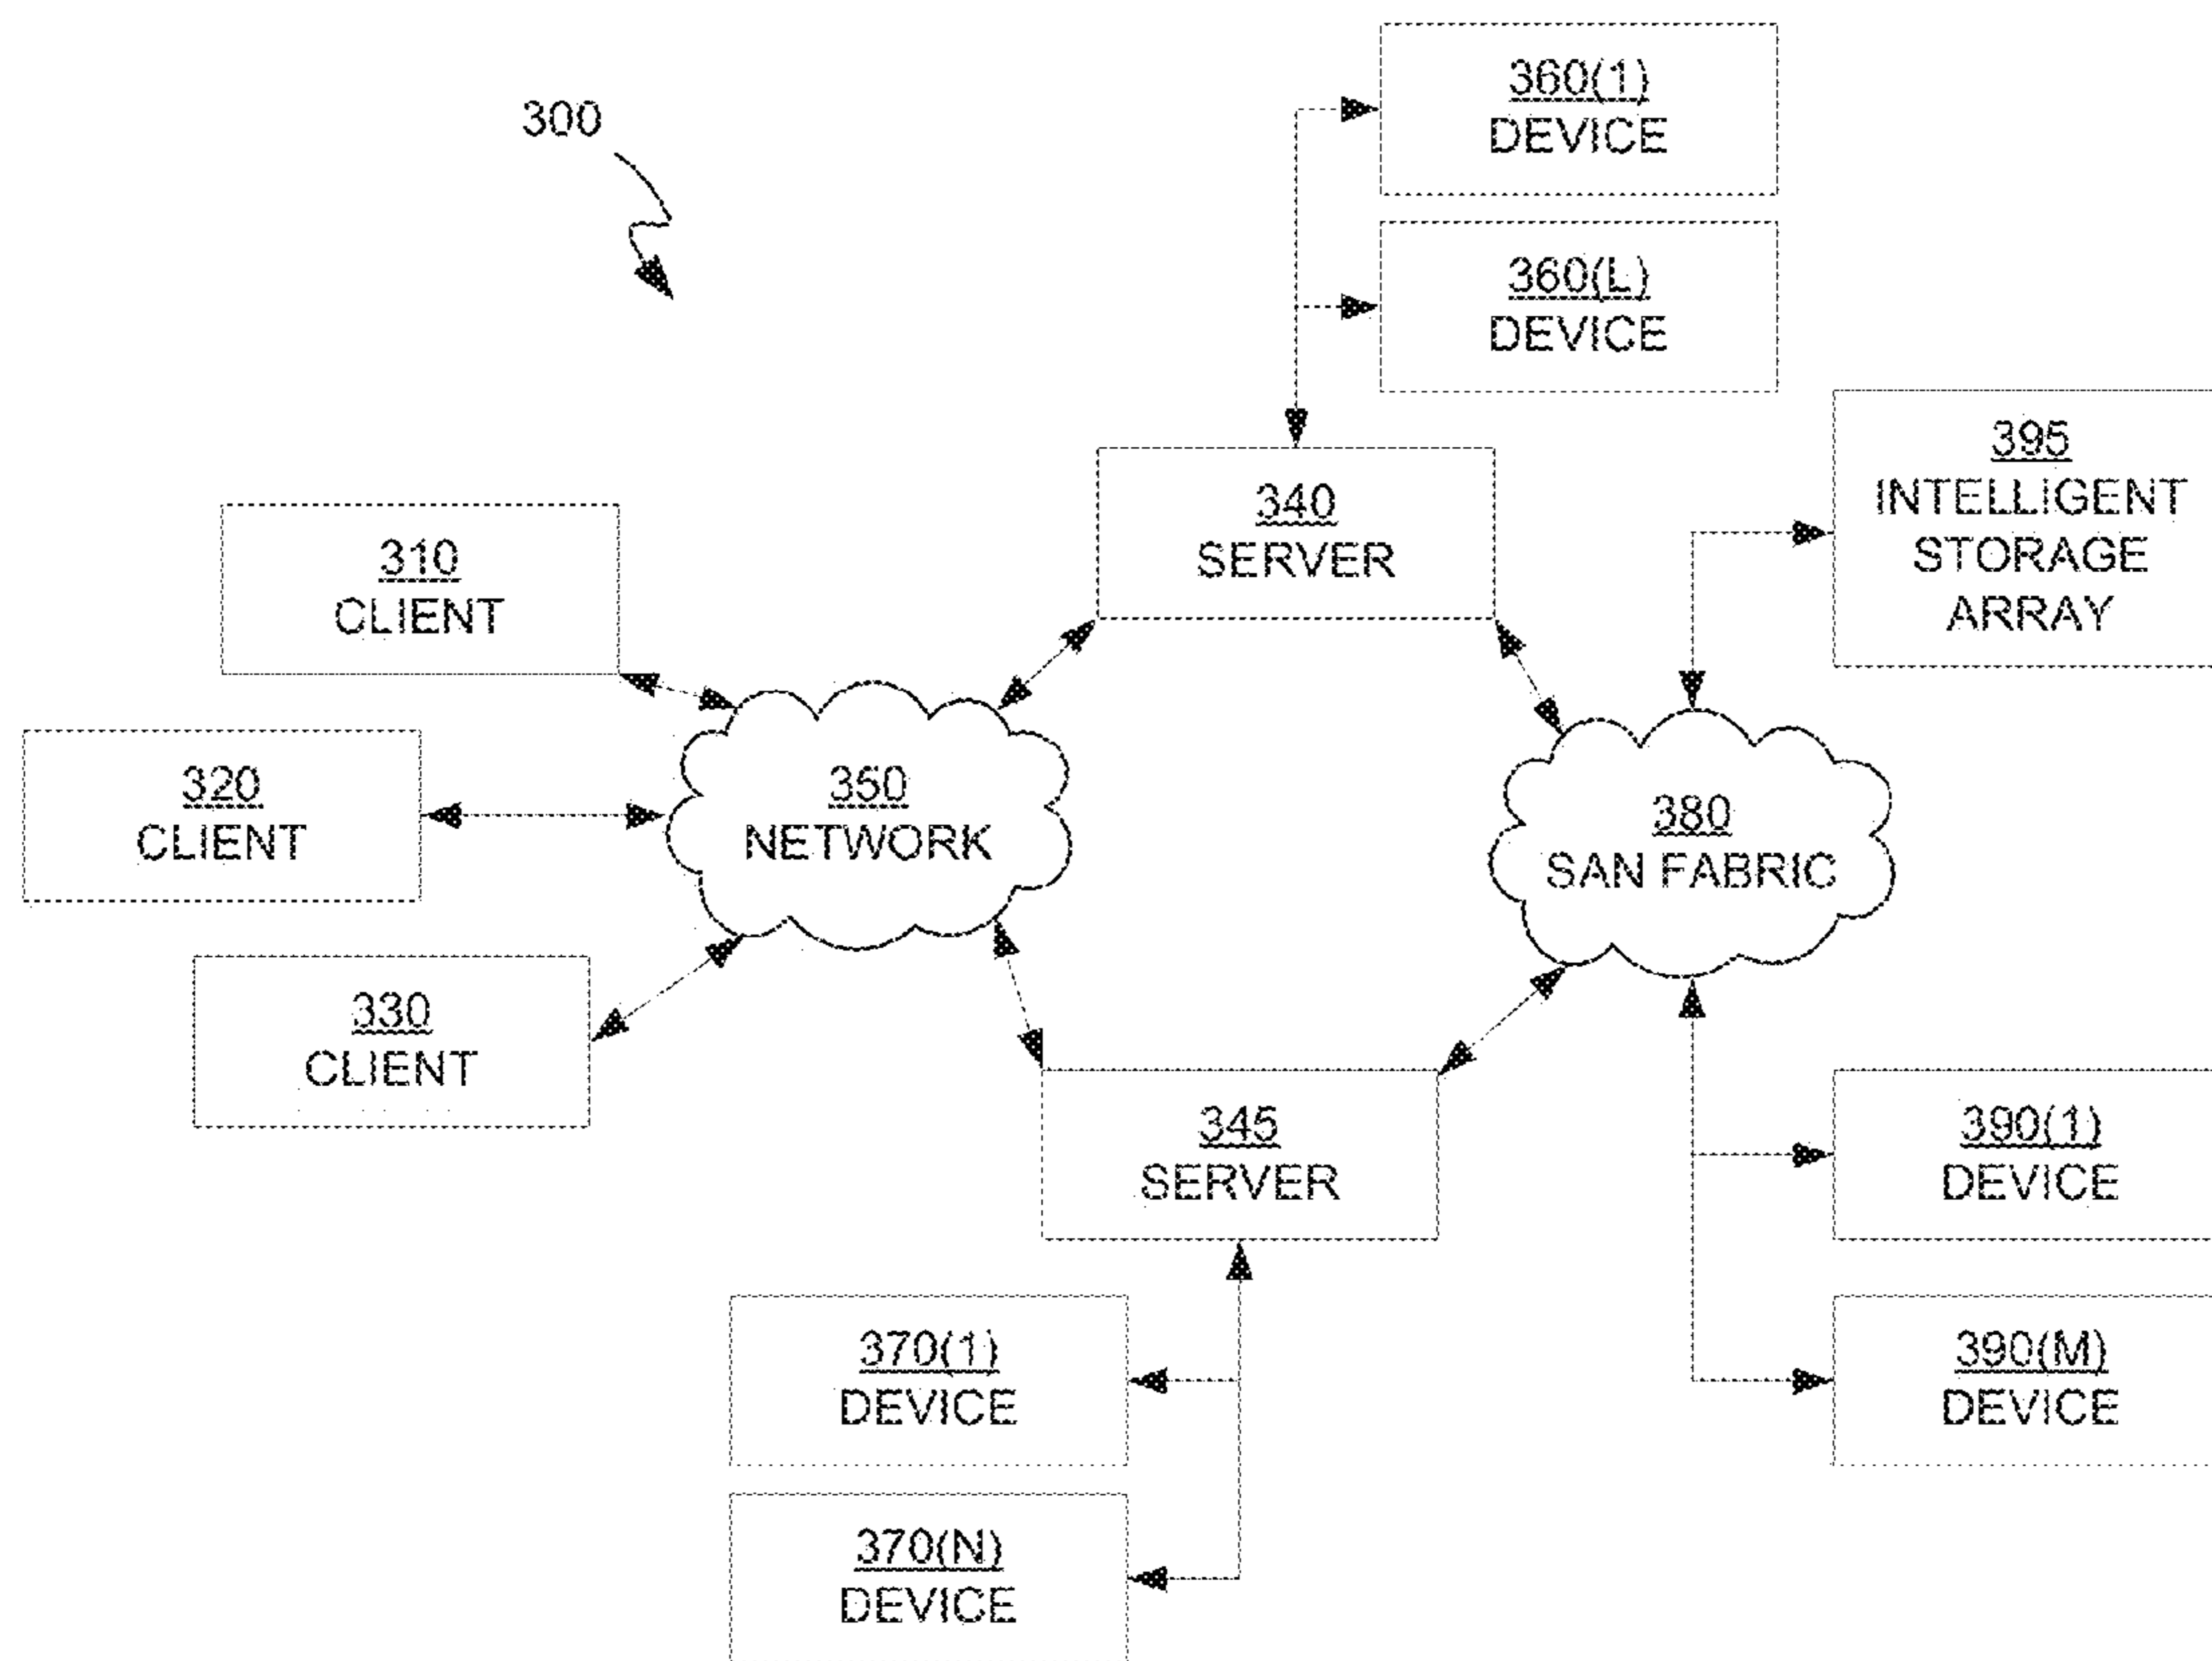 300
360(1)
DEVICE
360(L)
DEVICE
395
INTELLIGENT
STORAGE
ARRAY
340
SERVER
310
CLIENT
320
CLIENT
350
NETWORK
380
SAN FABRIC
330
CLIENT
345
SERVER
390(1)
DEVICE
370(1)
DEVICE
390(M)
DEVICE
370(N)
DEVICE